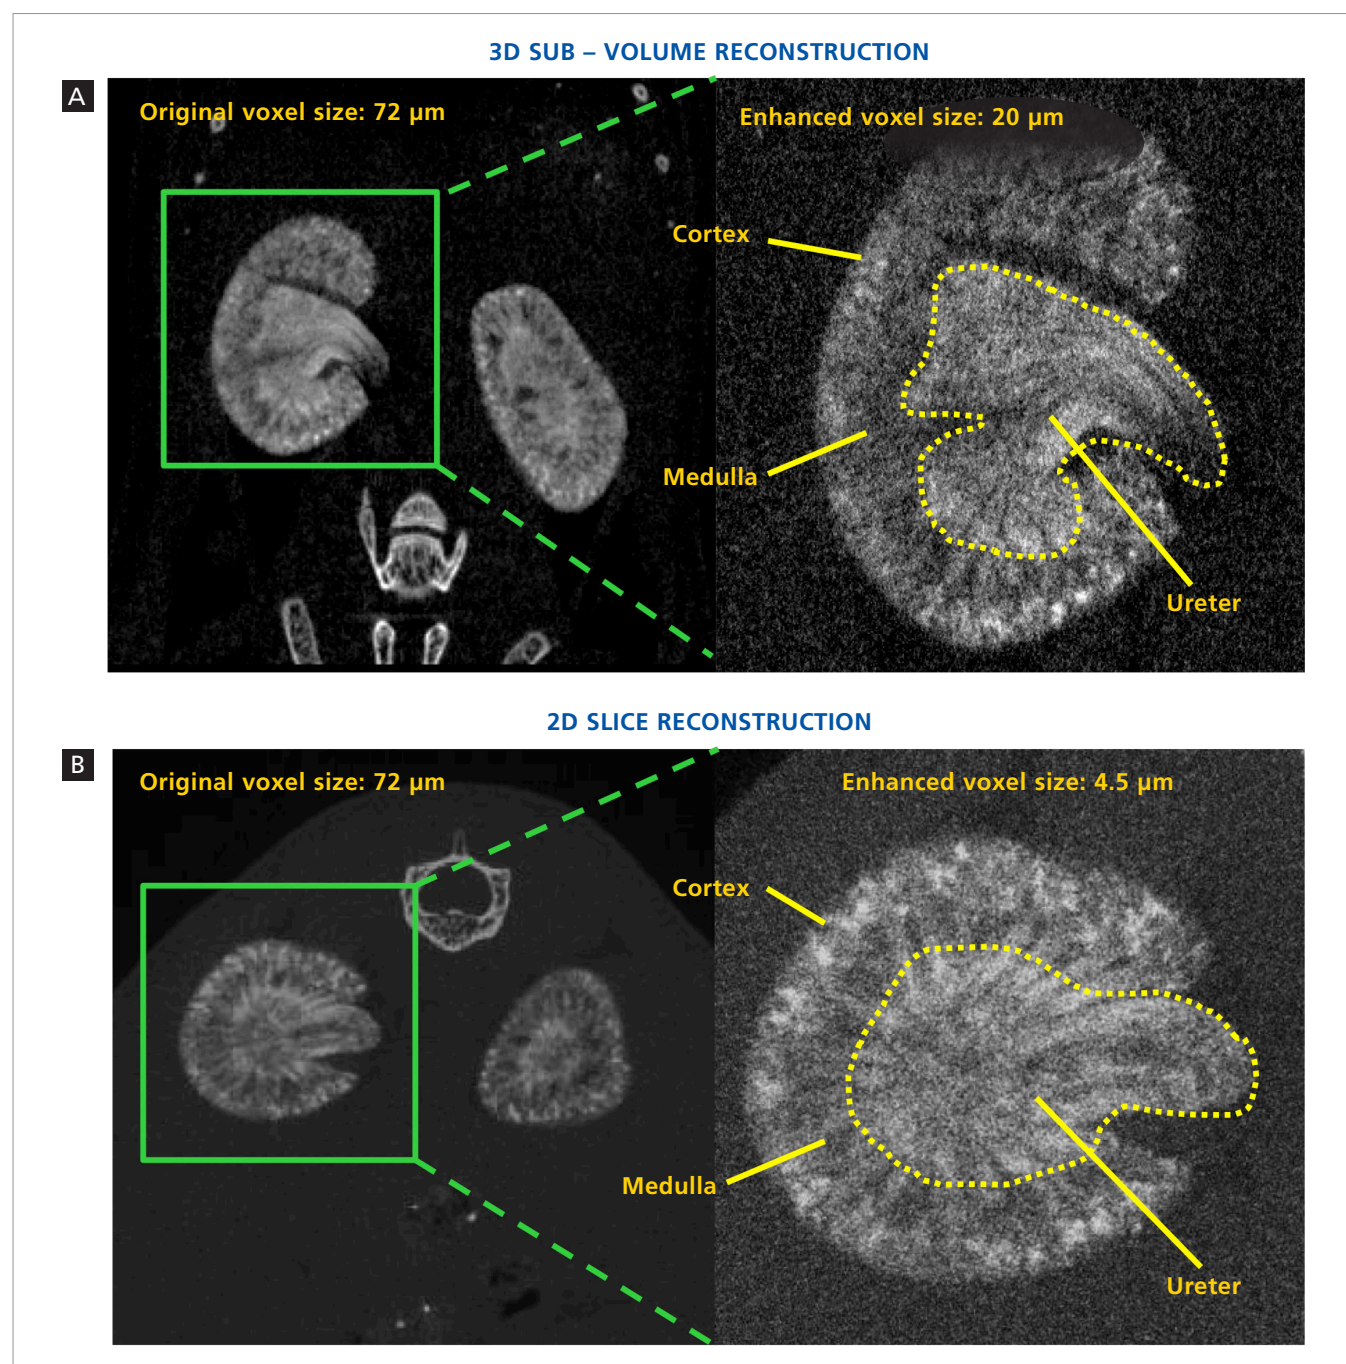 3D SUB – VOLUME RECONSTRUCTION
A
Original voxel size: 72 µm
Enhanced voxel size: 20 µm
Cortex
Medulla
Ureter
2D SLICE RECONSTRUCTION
B
Original voxel size: 72 µm
Enhanced voxel size: 4.5 µm
Cortex
Medulla
Ureter